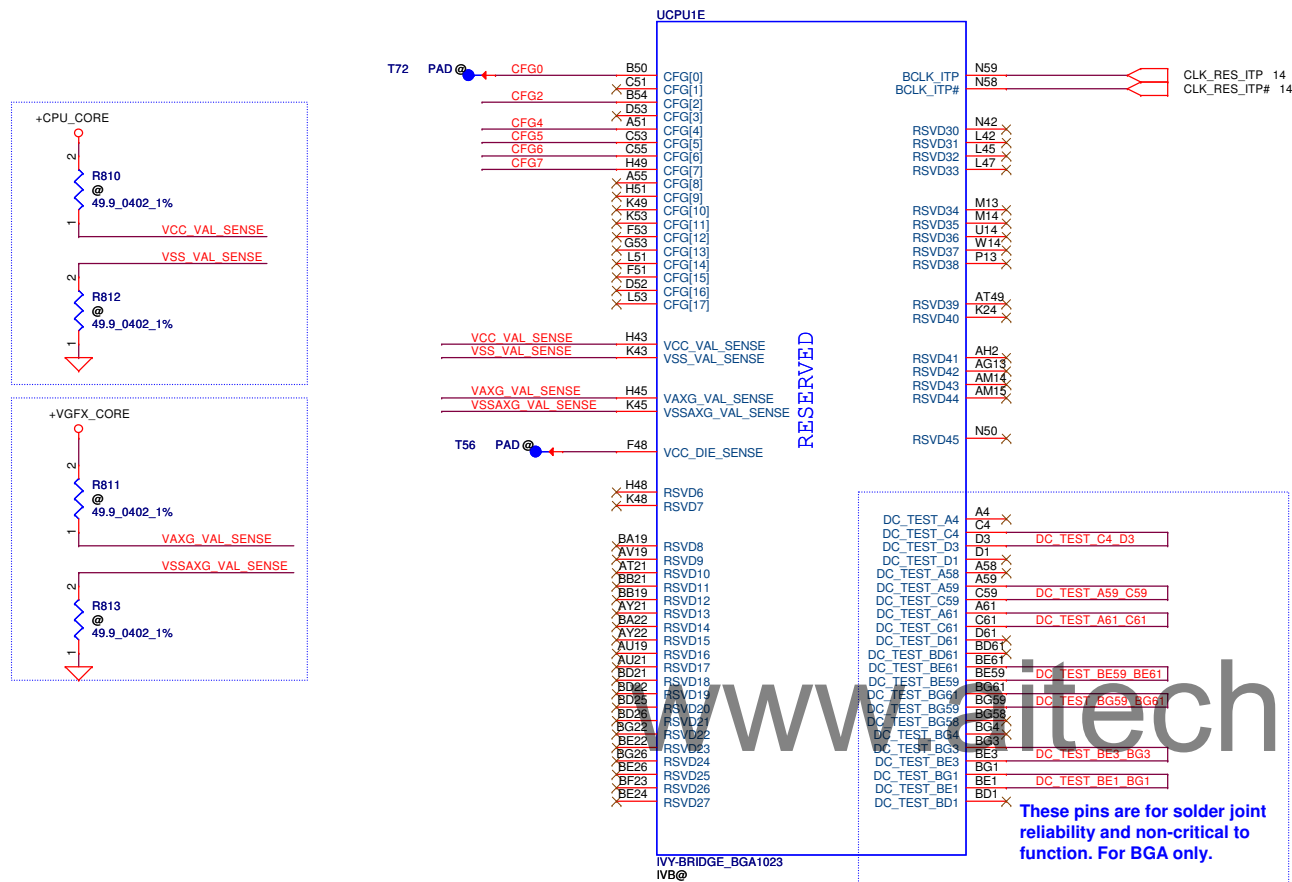 UCPU1E
T72 PAD @ CFG0 B50 CFG[0]
C51 CFG[1]
CFG2 B54 CFG[2]
D53 CFG[3]
CFG4 A51 CFG[4]
CFG5 C53 CFG[5]
CFG6 C55 CFG[6]
CFG7 H49 CFG[7]
A55 CFG[8]
H51 CFG[9]
K49 CFG[10]
K53 CFG[11]
F53 CFG[12]
G53 CFG[13]
L51 CFG[14]
F51 CFG[15]
D52 CFG[16]
L53 CFG[17]
VCC_VAL_SENSE H43 VCC_VAL_SENSE
VSS_VAL_SENSE K43 VSS_VAL_SENSE
VAXG_VAL_SENSE H45 VAXG_VAL_SENSE
VSSAXG_VAL_SENSE K45 VSSAXG_VAL_SENSE
T56 PAD @ F48 VCC_DIE_SENSE
H48 RSVD6
K48 RSVD7
BA19 RSVD8
AV19 RSVD9
AT21 RSVD10
BB21 RSVD11
BB19 RSVD12
AY21 RSVD13
BA22 RSVD14
AY22 RSVD15
AU19 RSVD16
AU21 RSVD17
BD21 RSVD18
BD22 RSVD19
BD25 RSVD20
BD26 RSVD21
BG22 RSVD22
BE22 RSVD23
BG26 RSVD24
BE26 RSVD25
BF23 RSVD26
BE24 RSVD27
RESERVED
BCLK_ITP N59 CLK_RES_ITP 14
BCLK_ITP# N58 CLK_RES_ITP# 14
RSVD30 N42
RSVD31 L42
RSVD32 L45
RSVD33 L47
RSVD34 M13
RSVD35 M14
RSVD36 U14
RSVD37 W14
RSVD38 P13
RSVD39 AT49
RSVD40 K24
RSVD41 AH2
RSVD42 AG13
RSVD43 AM14
RSVD44 AM15
RSVD45 N50
DC_TEST_A4 A4
DC_TEST_C4 C4
DC_TEST_D3 D3 DC_TEST_C4_D3
DC_TEST_D1 D1
DC_TEST_A58 A58
DC_TEST_A59 A59
DC_TEST_C59 C59 DC_TEST_A59_C59
DC_TEST_A61 A61
DC_TEST_C61 C61 DC_TEST_A61_C61
DC_TEST_D61 D61
DC_TEST_BD61 BD61
DC_TEST_BE61 BE61
DC_TEST_BE59 BE59 DC_TEST_BE59_BE61
DC_TEST_BG61 BG61
DC_TEST_BG59 BG59 DC_TEST_BG59_BG61
DC_TEST_BG58 BG58
DC_TEST_BG4 BG4
DC_TEST_BG3 BG3
DC_TEST_BE3 BE3 DC_TEST_BE3_BG3
DC_TEST_BG1 BG1
DC_TEST_BE1 BE1 DC_TEST_BE1_BG1
DC_TEST_BD1 BD1
These pins are for solder joint
reliability and non-critical to
function. For BGA only.
IVY-BRIDGE_BGA1023
IVB@
+CPU_CORE
2
R810
@
49.9_0402_1%
1
VCC_VAL_SENSE
VSS_VAL_SENSE
2
R812
@
49.9_0402_1%
1
+VGFX_CORE
2
R811
@
49.9_0402_1%
1
VAXG_VAL_SENSE
VSSAXG_VAL_SENSE
2
R813
@
49.9_0402_1%
1
www.aitech